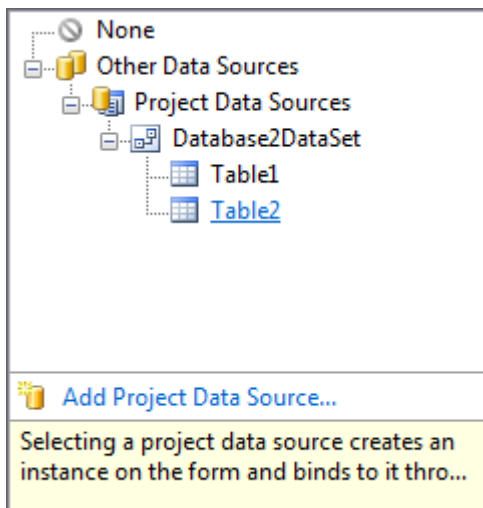 None
Other Data Sources
Project Data Sources
Database2DataSet
Table1
Table2
Add Project Data Source...
Selecting a project data source creates an
instance on the form and binds to it thro...